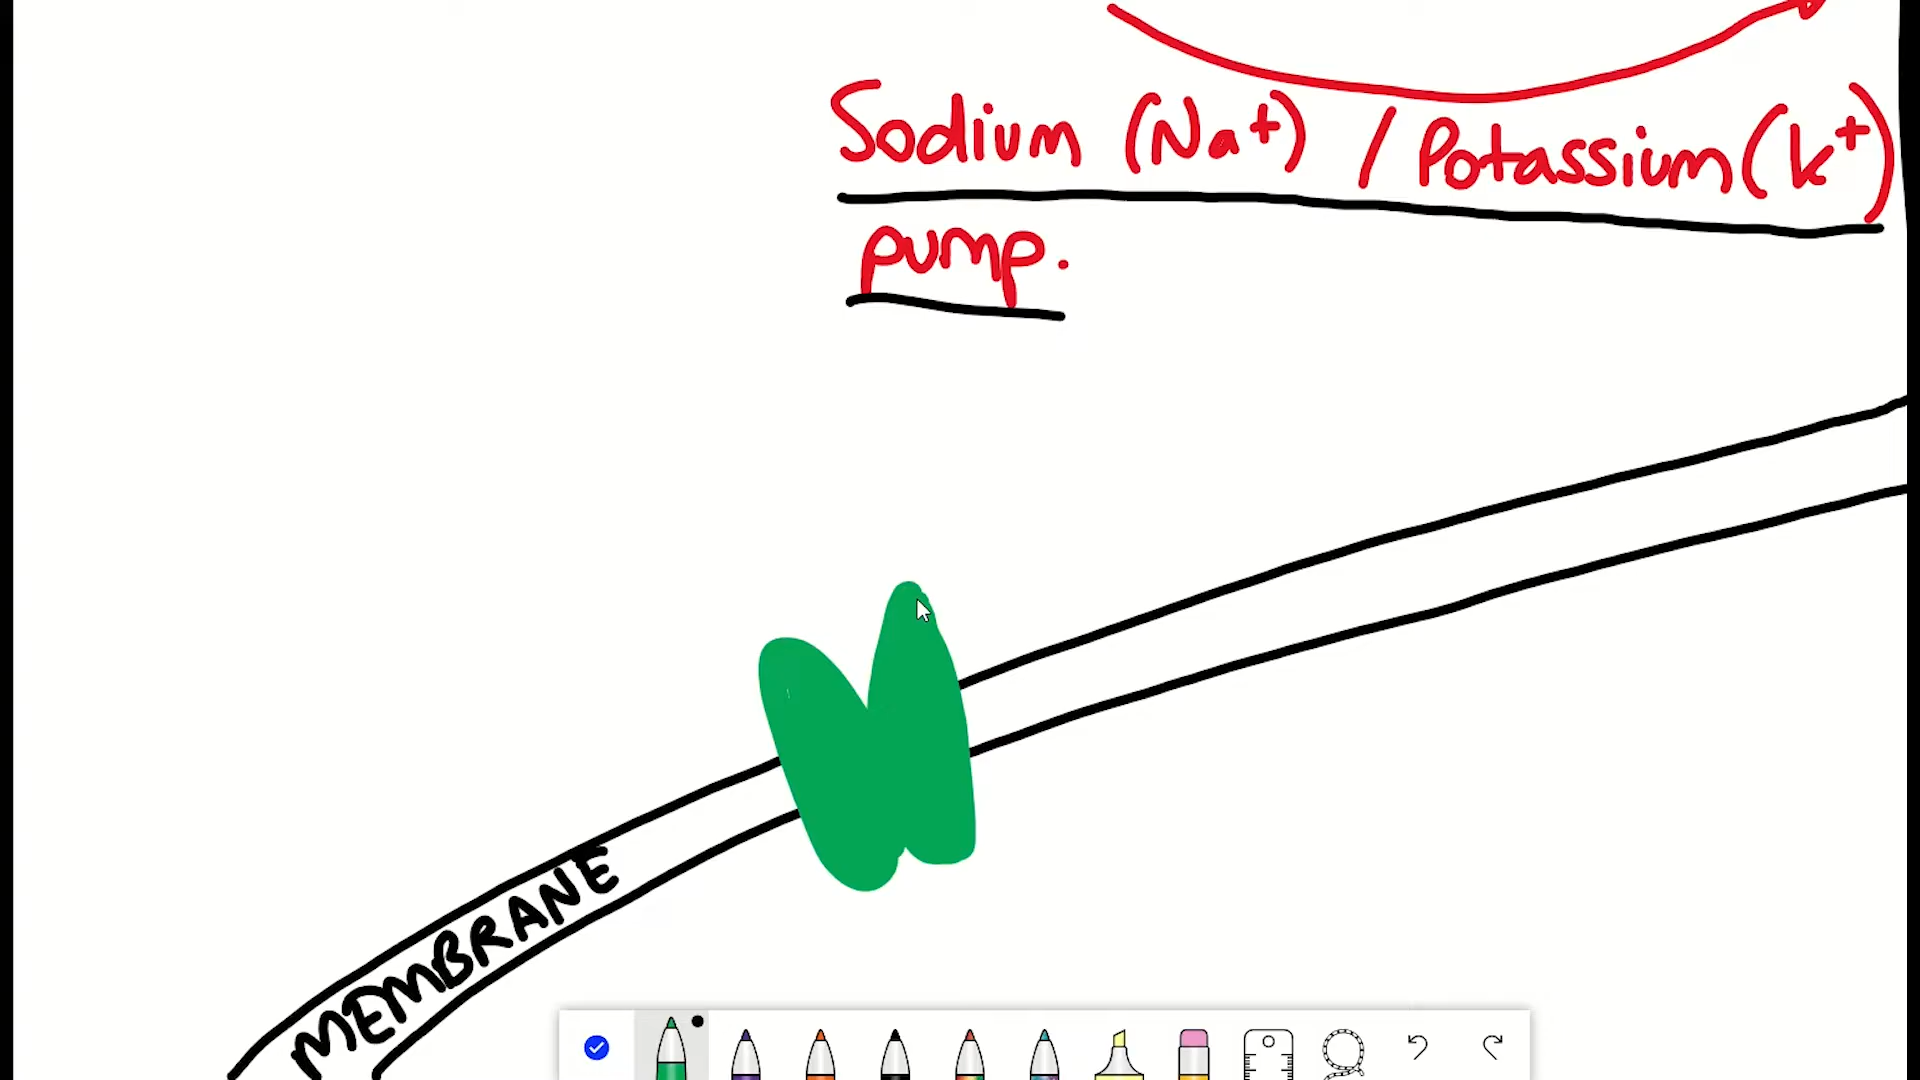 Sodium (Na+) / Potassium (k+)
pump.
MEMBRANE